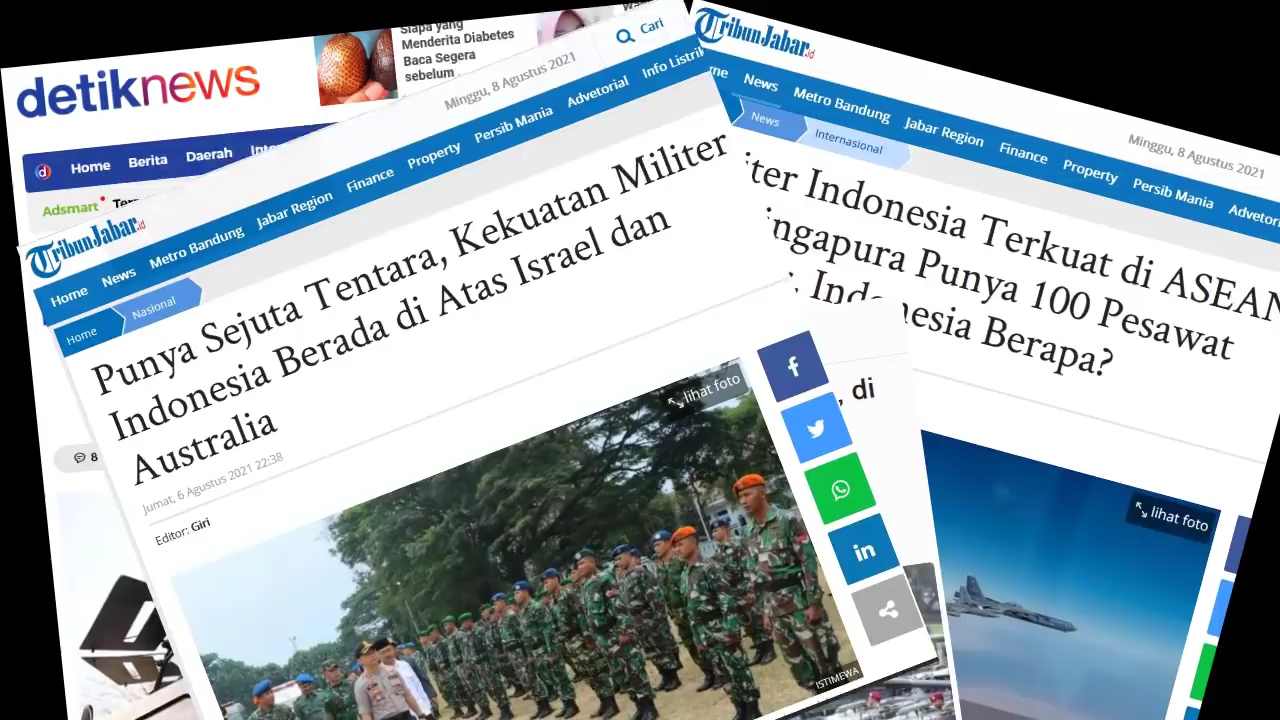 Siapa yang
Menderita Diabetes
Baca Segera
sebelum
detiknews
Home Berita Daerah
Adsmart
8
Cari
Minggu, 8 Agustus 2021
TribunJabar.id
Home News Metro Bandung Jabar Region Finance Property Persib Mania Advetorial Info Listrik
Home Nasional
Punya Sejuta Tentara, Kekuatan Militer
Indonesia Berada di Atas Israel dan
Australia
Jumat, 6 Agustus 2021 22:38
Editor: Giri
lihat foto
ISTIMEWA
, di
TribunJabar.id
Minggu, 8 Agustus 2021
News Metro Bandung Jabar Region Finance Property Persib Mania
News Internasional
Indonesia Terkuat di ASEAN
Punya 100 Pesawat
Berapa?
lihat foto